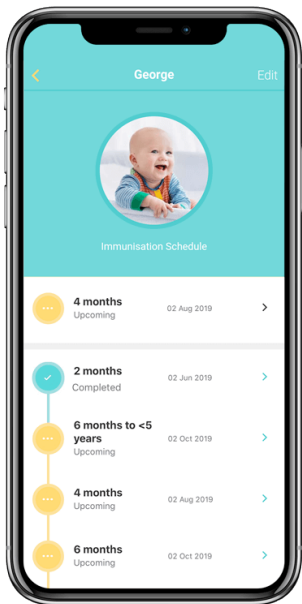 George
Edit
Immunisation Schedule
4 months
Upcoming
02 Aug 2019
2 months
Completed
02 Jun 2019
6 months to <5
years
Upcoming
02 Oct 2019
4 months
Upcoming
02 Aug 2019
6 months
Upcoming
02 Oct 2019